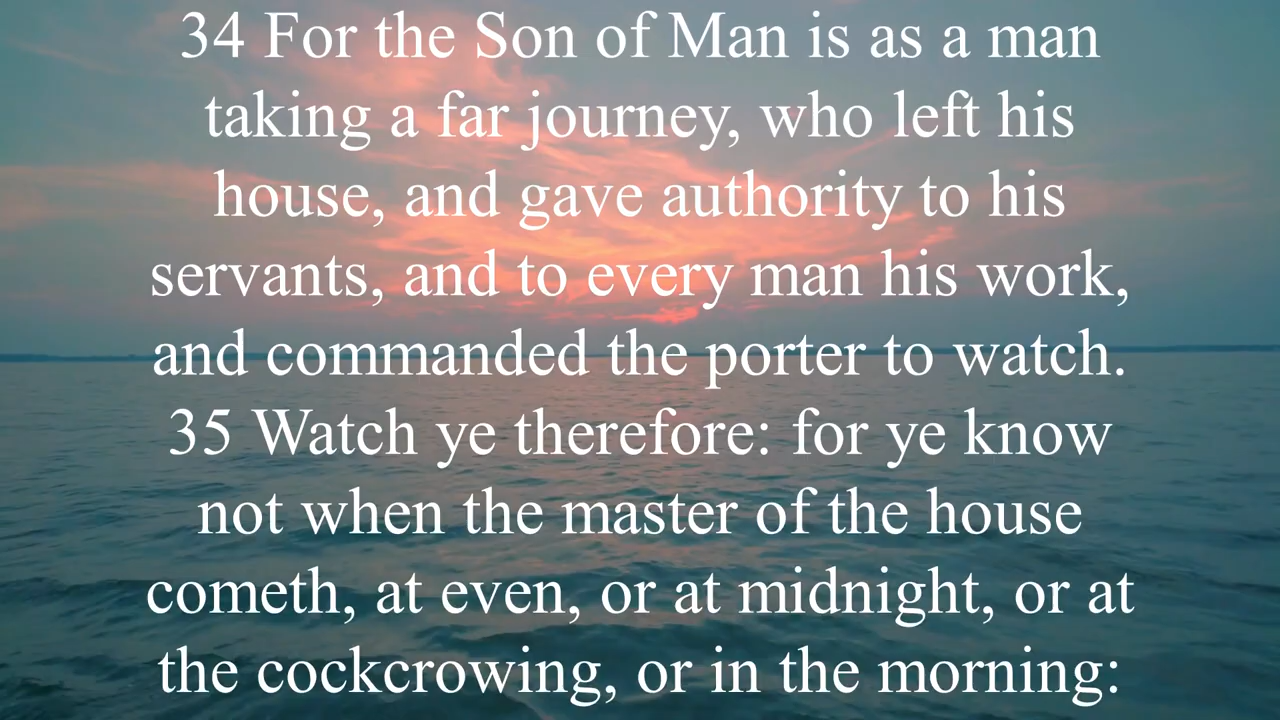 34 For the Son of Man is as a man
taking a far journey, who left his
house, and gave authority to his
servants, and to every man his work,
and commanded the porter to watch.
35 Watch ye therefore: for ye know
not when the master of the house
cometh, at even, or at midnight, or at
the cockcrowing, or in the morning: